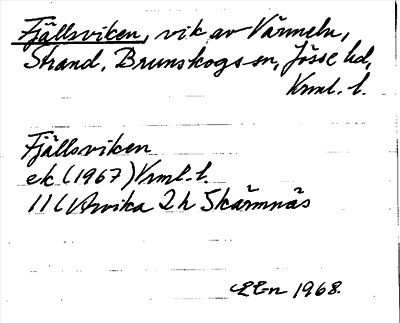 Fjällsviken, vik av Värmeln,
Strand, Brunskogs sn, Jösse hd,
Vrml. l.
Fjällsviken
ek (1967) Vrml. l.
11 C Arvika 2 h Skärmnäs
1968.